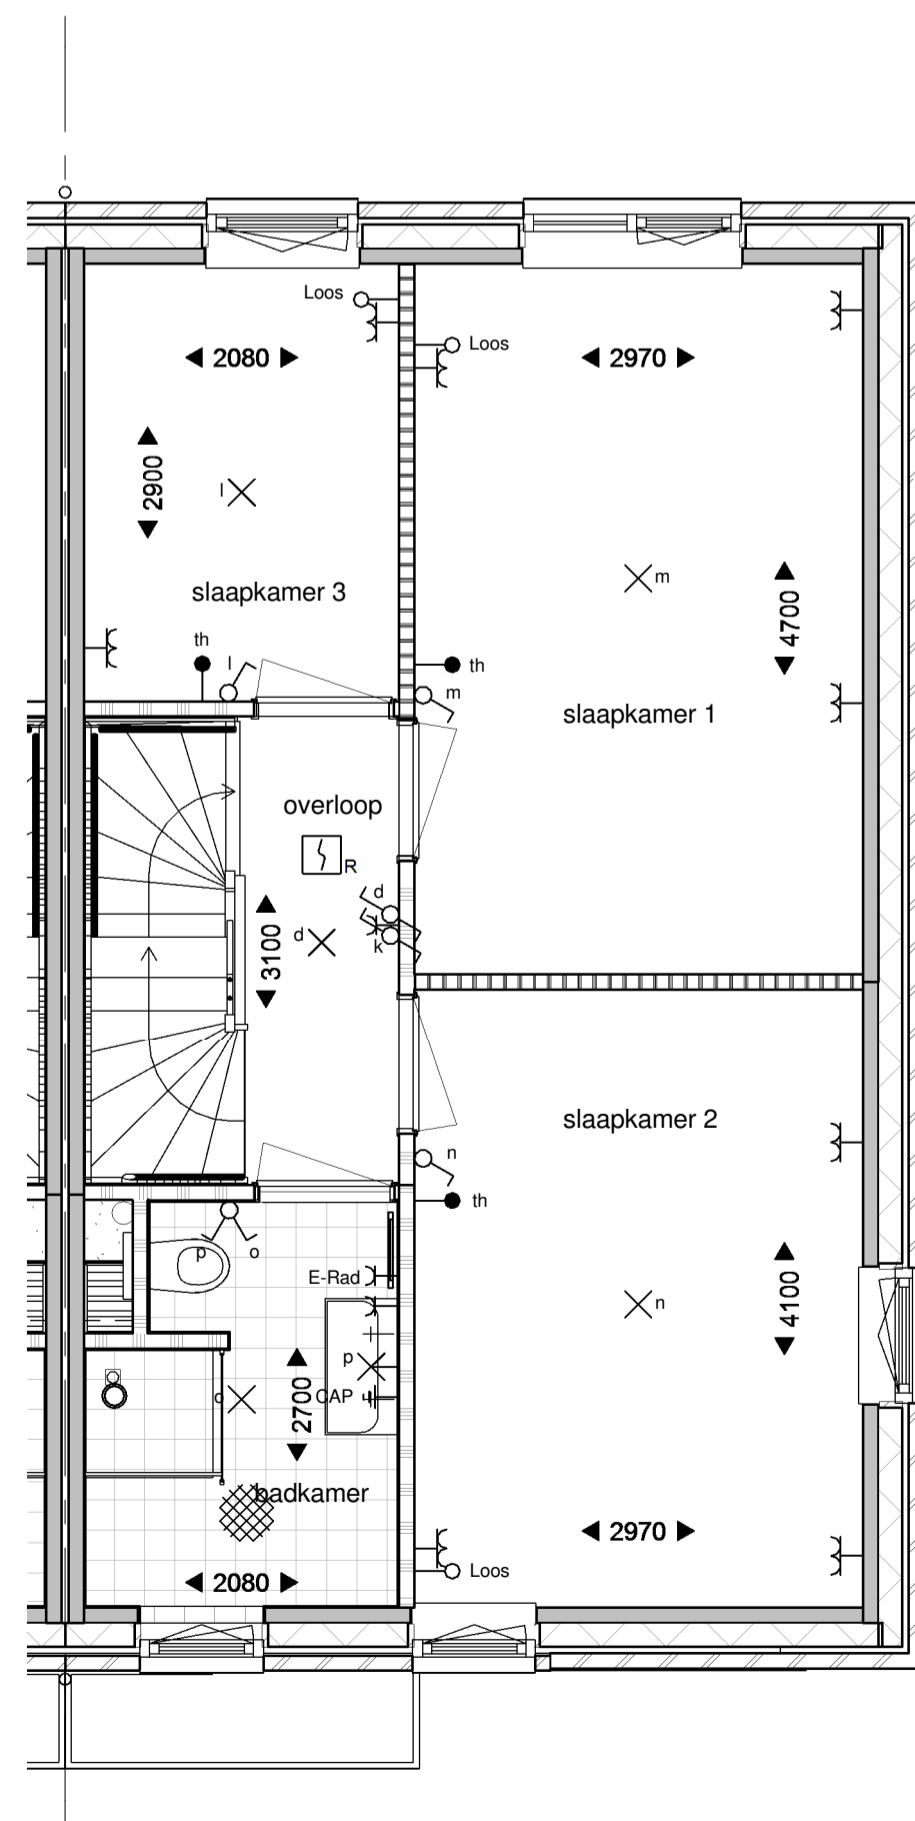 Loos
Loos
2080
2970
2900
l
m
slaapkamer 3
4700
th
l
th
m
slaapkamer 1
overloop
R
d
3100
d
k
slaapkamer 2
n
th
p
o
E-Rad
4100
n
p
2700
o
CAP
badkamer
2970
Loos
2080